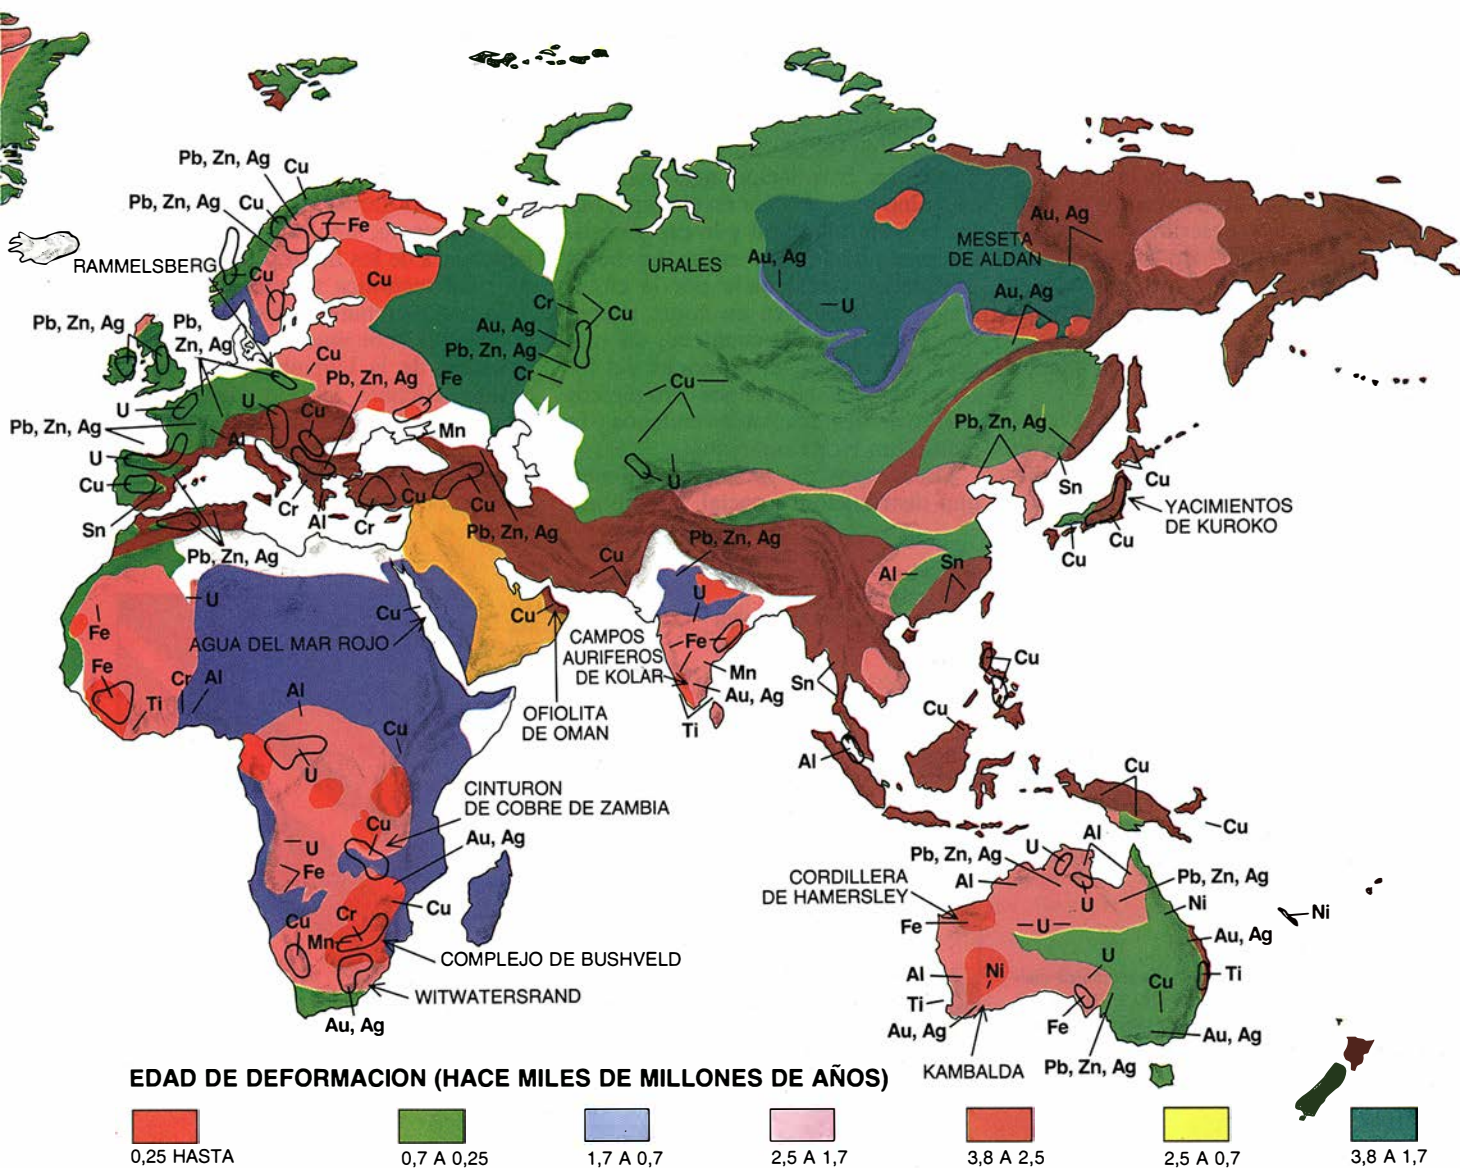 Pb, Zn, Ag
Cu
Pb, Zn, Ag
Cu
Fe
RAMMELSBERG
Cu
Cu
Pb, Zn, Ag
Pb,
Zn, Ag
Cu
Pb, Zn, Ag
Fe
U
U
Cu
Pb, Zn, Ag
Al
Mn
U
Cu
Sn
Cr
Al
Cr
Cu
Cu
Pb, Zn, Ag
Pb, Zn, Ag
URALES
Cr
Cu
Au, Ag
Pb, Zn, Ag
Cr
Cu
U
Au, Ag
U
MESETA
DE ALDAN
Au, Ag
Au, Ag
Pb, Zn, Ag
Sn
Cu
YACIMIENTOS
DE KUROKO
Cu
Cu
Pb, Zn, Ag
Cu
Al
Sn
U
Fe
Mn
Au, Ag
Ti
CAMPOS
AURIFEROS
DE KOLAR
Sn
Cu
Cu
Al
Cu
Cu
U
Cu
AGUA DEL MAR ROJO
Cu
OFIOLITA
DE OMAN
Fe
Fe
Ti
Cr
Al
Al
Cu
U
CINTURON
DE COBRE DE ZAMBIA
Cu
Au, Ag
U
Fe
Cu
Cr
Cu
Mn
COMPLEJO DE BUSHVELD
WITWATERSRAND
Au, Ag
U
Al
Pb, Zn, Ag
Al
CORDILLERA
DE HAMERSLEY
Pb, Zn, Ag
Ni
U
Fe
U
Ni
Au, Ag
U
Al
Ni
Cu
Ti
Ti
Au, Ag
Fe
Au, Ag
KAMBALDA
Pb, Zn, Ag
EDAD DE DEFORMACION (HACE MILES DE MILLONES DE AÑOS)
0,25 HASTA
0,7 A 0,25
1,7 A 0,7
2,5 A 1,7
3,8 A 2,5
2,5 A 0,7
3,8 A 1,7